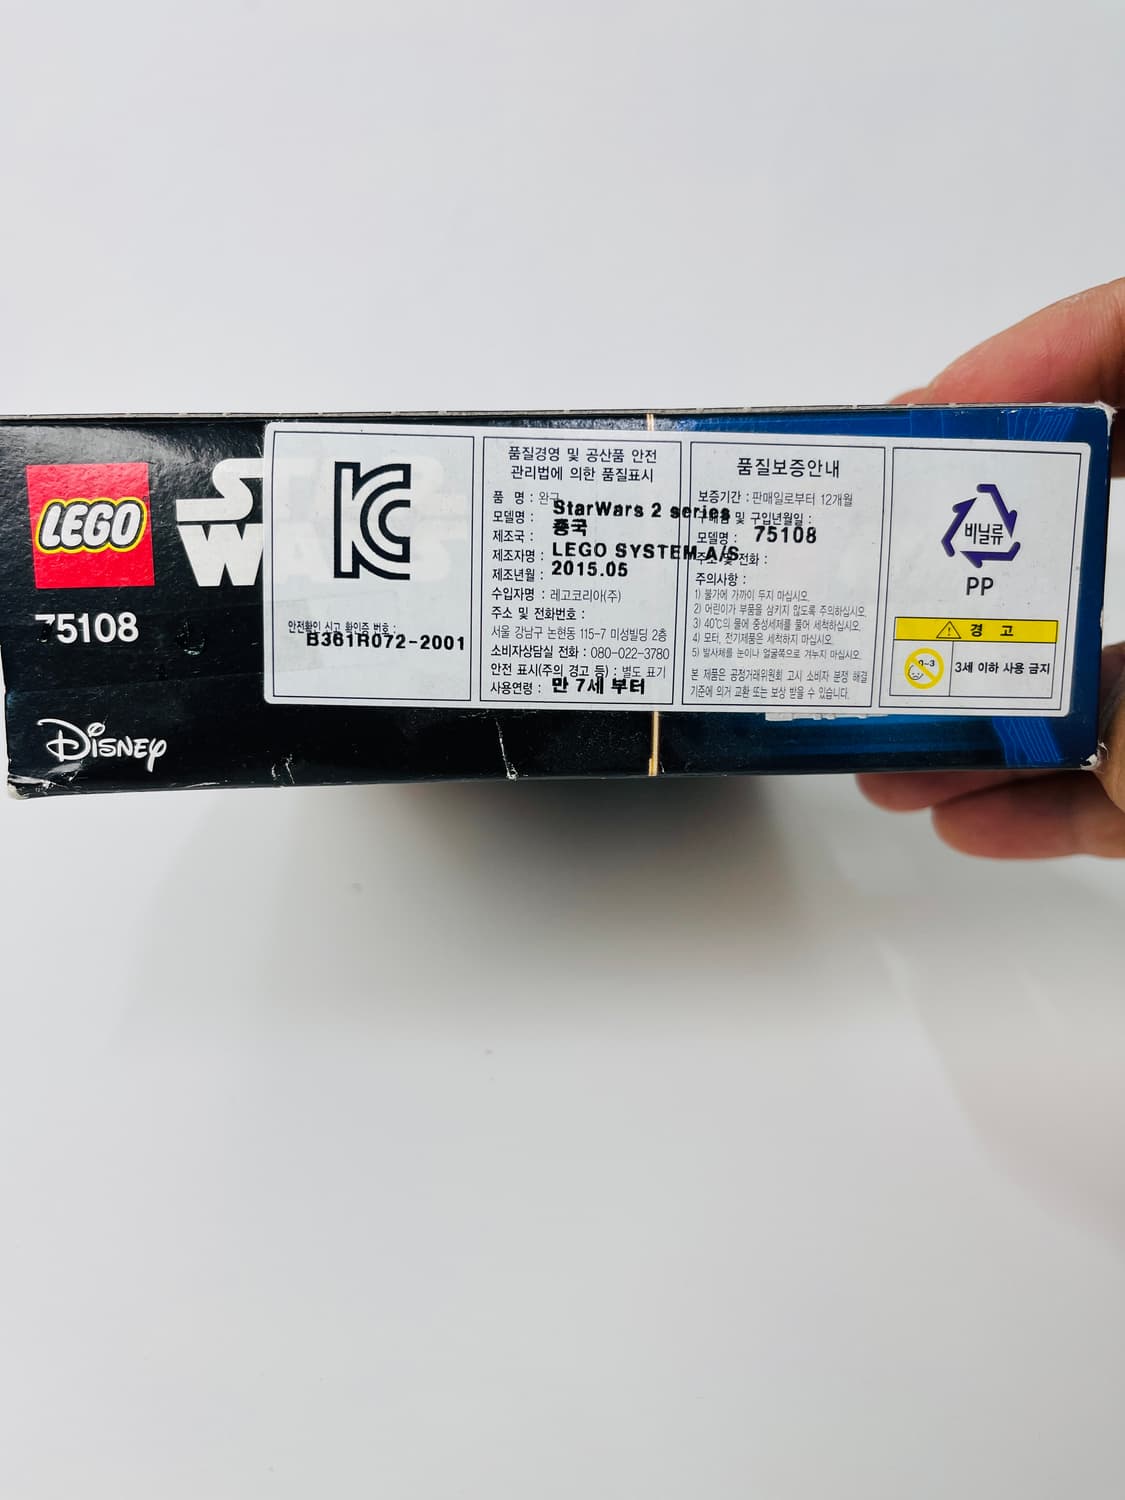 LEGO
STAR
WARS
75108
Disney
KC
안전확인 신고 확인증 번호 :
B361R072-2001
품질경영 및 공산품 안전
관리법에 의한 품질표시
품 명 : 완구
모델명 : StarWars 2 series
제조국 : 중국
제조자명 : LEGO SYSTEM A/S
제조년월 : 2015.05
수입자명 : 레고코리아(주)
주소 및 전화번호 :
서울 강남구 논현동 115-7 미성빌딩 2층
소비자상담실 전화 : 080-022-3780
안전 표시(주의 경고 등) : 별도 표기
사용연령 : 만 7세 부터
품질보증안내
보증기간 : 판매일로부터 12개월
및 구입년월일 :
모델명 : 75108
주소 및 전화 :
주의사항 :
1) 불가에 가까이 두지 마십시오.
2) 어린이가 부품을 삼키지 않도록 주의하십시오.
3) 40℃의 물에 중성세제를 풀어 세척하십시오.
4) 모터, 전기제품은 세척하지 마십시오.
5) 발사체를 눈이나 얼굴쪽으로 겨누지 마십시오.
본 제품은 공정거래위원회 고시 소비자 분쟁 해결
기준에 의거 교환 또는 보상 받을 수 있습니다.
비닐류
PP
경 고
0-3
3세 이하 사용 금지